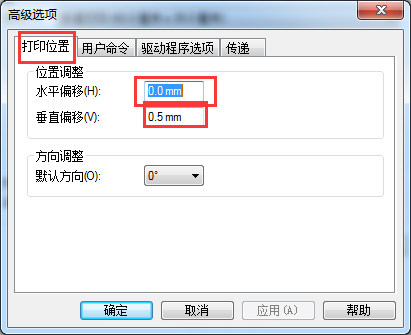 高级选项
打印位置 用户命令 驱动程序选项 传递
位置调整
水平偏移(H): 0.0 mm
垂直偏移(V): 0.5 mm
方向调整
默认方向(O): 0°
确定 取消 应用(A) 帮助